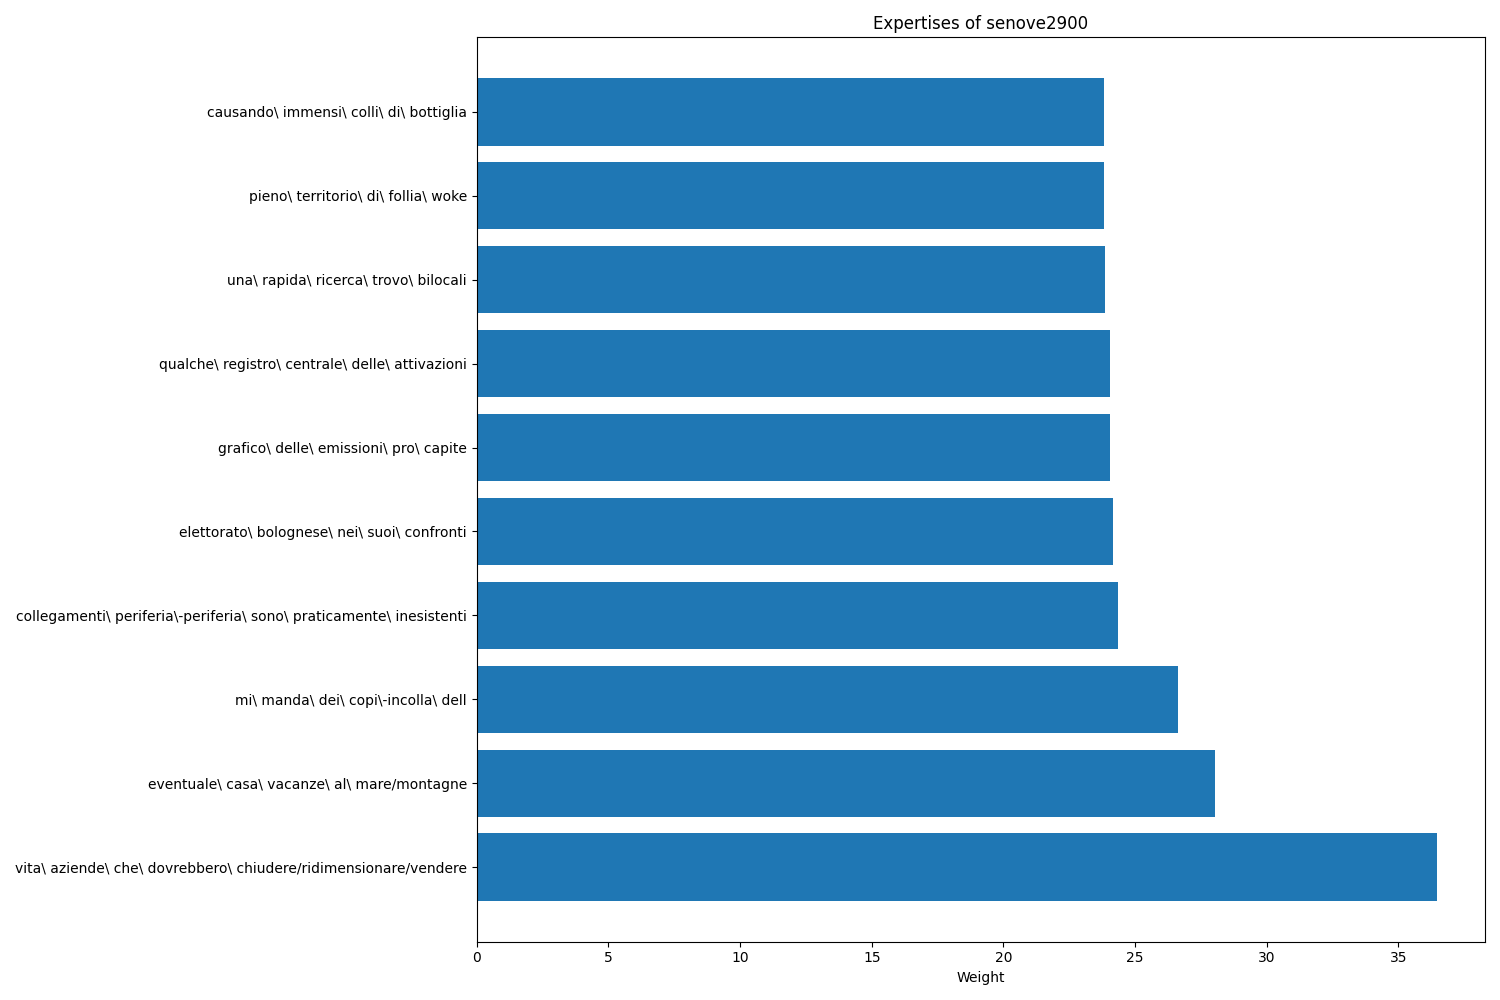 Expertises of senove2900
causando\ immensi\ colli\ di\ bottiglia
pieno\ territorio\ di\ follia\ woke
una\ rapida\ ricerca\ trovo\ bilocali
qualche\ registro\ centrale\ delle\ attivazioni
grafico\ delle\ emissioni\ pro\ capite
elettorato\ bolognese\ nei\ suoi\ confronti
collegamenti\ periferia\-periferia\ sono\ praticamente\ inesistenti
mi\ manda\ dei\ copi\-incolla\ dell
eventuale\ casa\ vacanze\ al\ mare/montagne
vita\ aziende\ che\ dovrebbero\ chiudere/ridimensionare/vendere
0 5 10 15 20 25 30 35
Weight